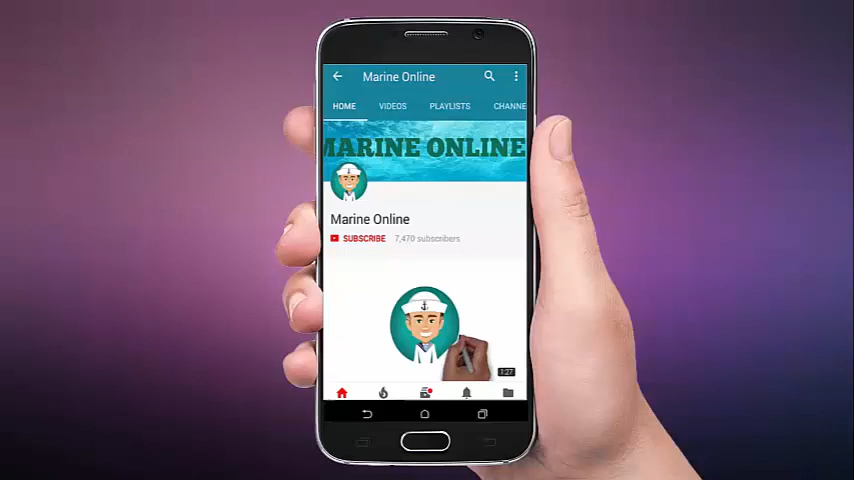 Marine Online
HOME VIDEOS PLAYLISTS CHANNE
MARINE ONLINE
Marine Online
SUBSCRIBE 7,470 subscribers
1:27